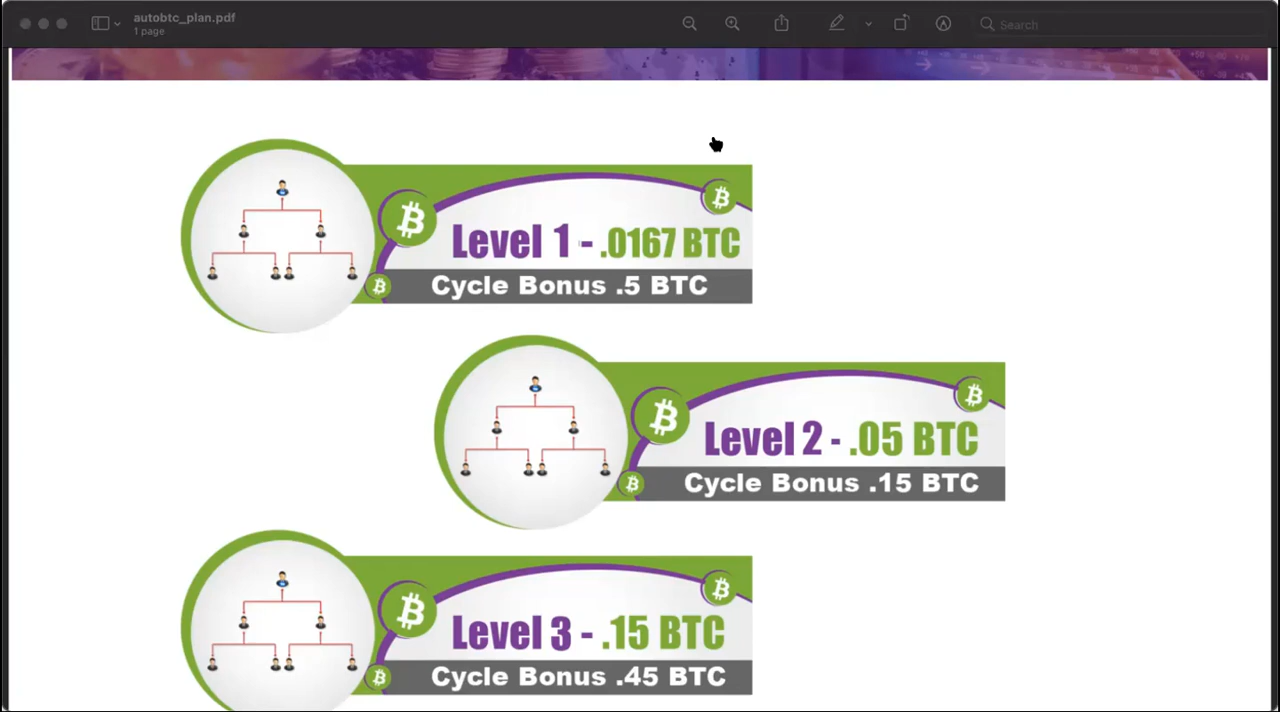 autobtc_plan.pdf
1 page
Search
Level 1 - .0167 BTC
Cycle Bonus .5 BTC
Level 2 - .05 BTC
Cycle Bonus .15 BTC
Level 3 - .15 BTC
Cycle Bonus .45 BTC